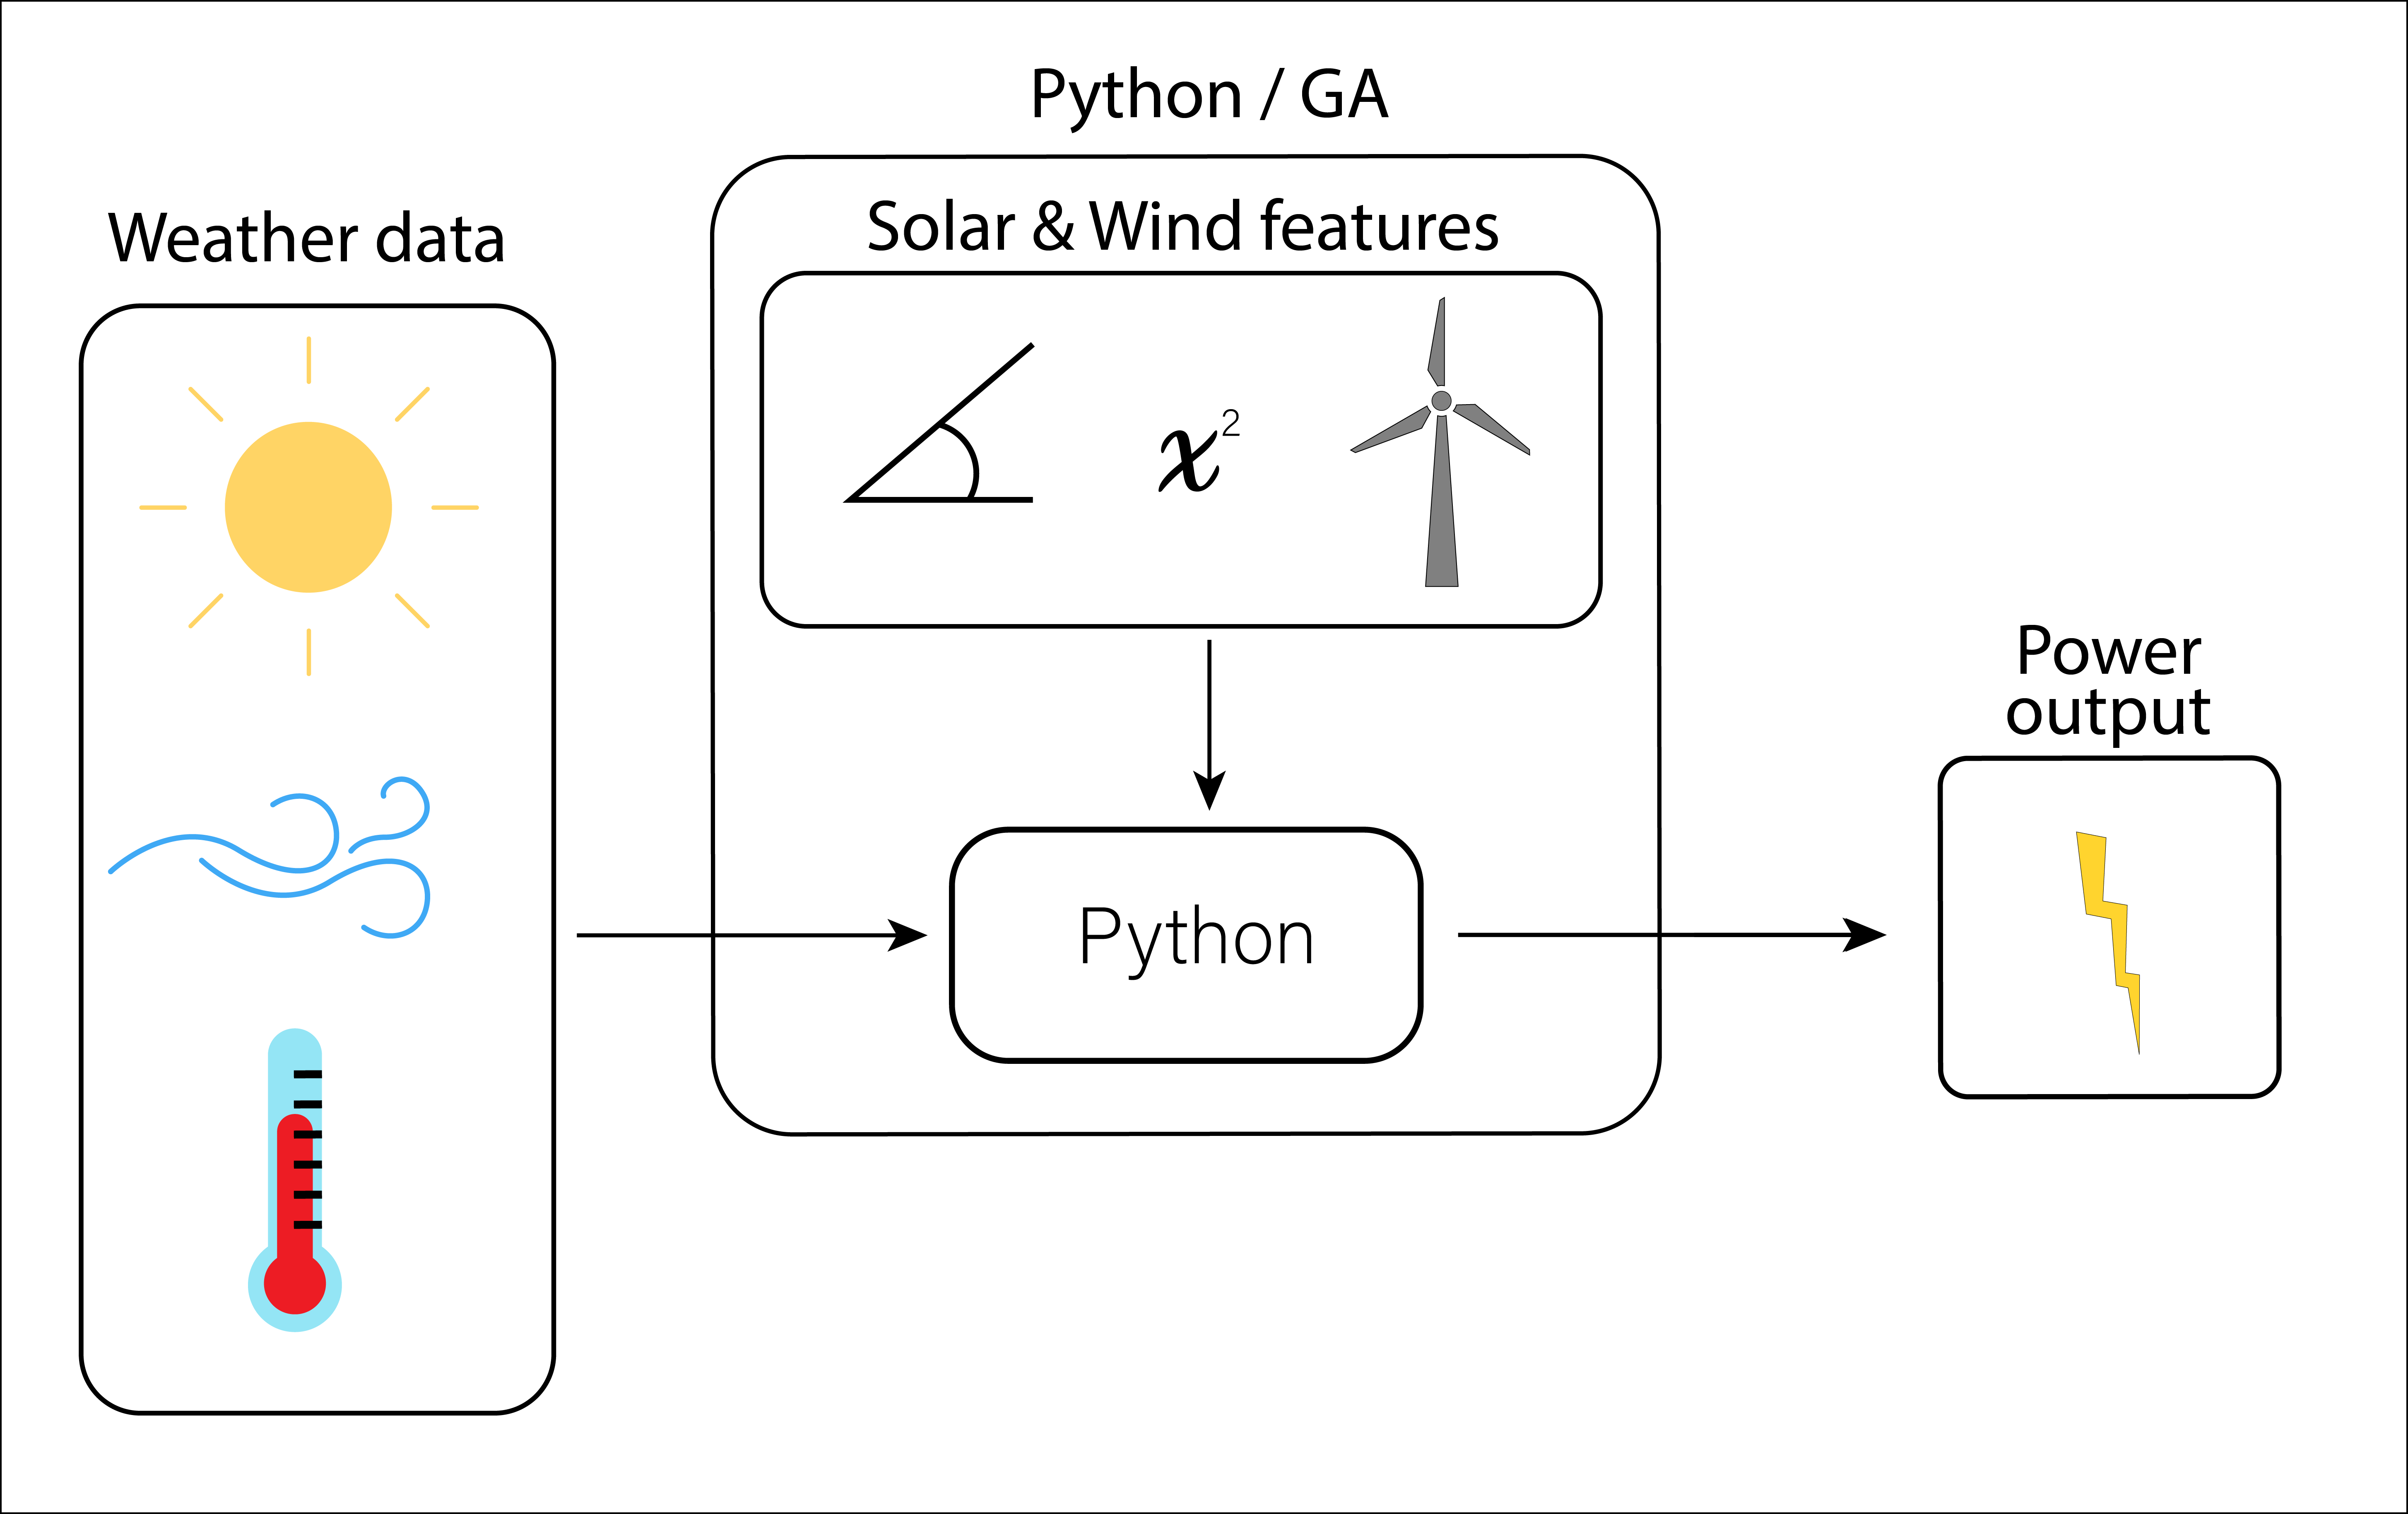 Python / GA
Weather data
Solar & Wind features
x²
Python
Power
output